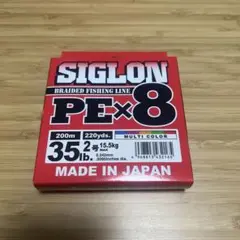 SIGLON
BRAIDED FISHING LINE
PE×8
200m 220yds. MULTI COLOR
35lb. 2号 15.5kg
MADE IN JAPAN